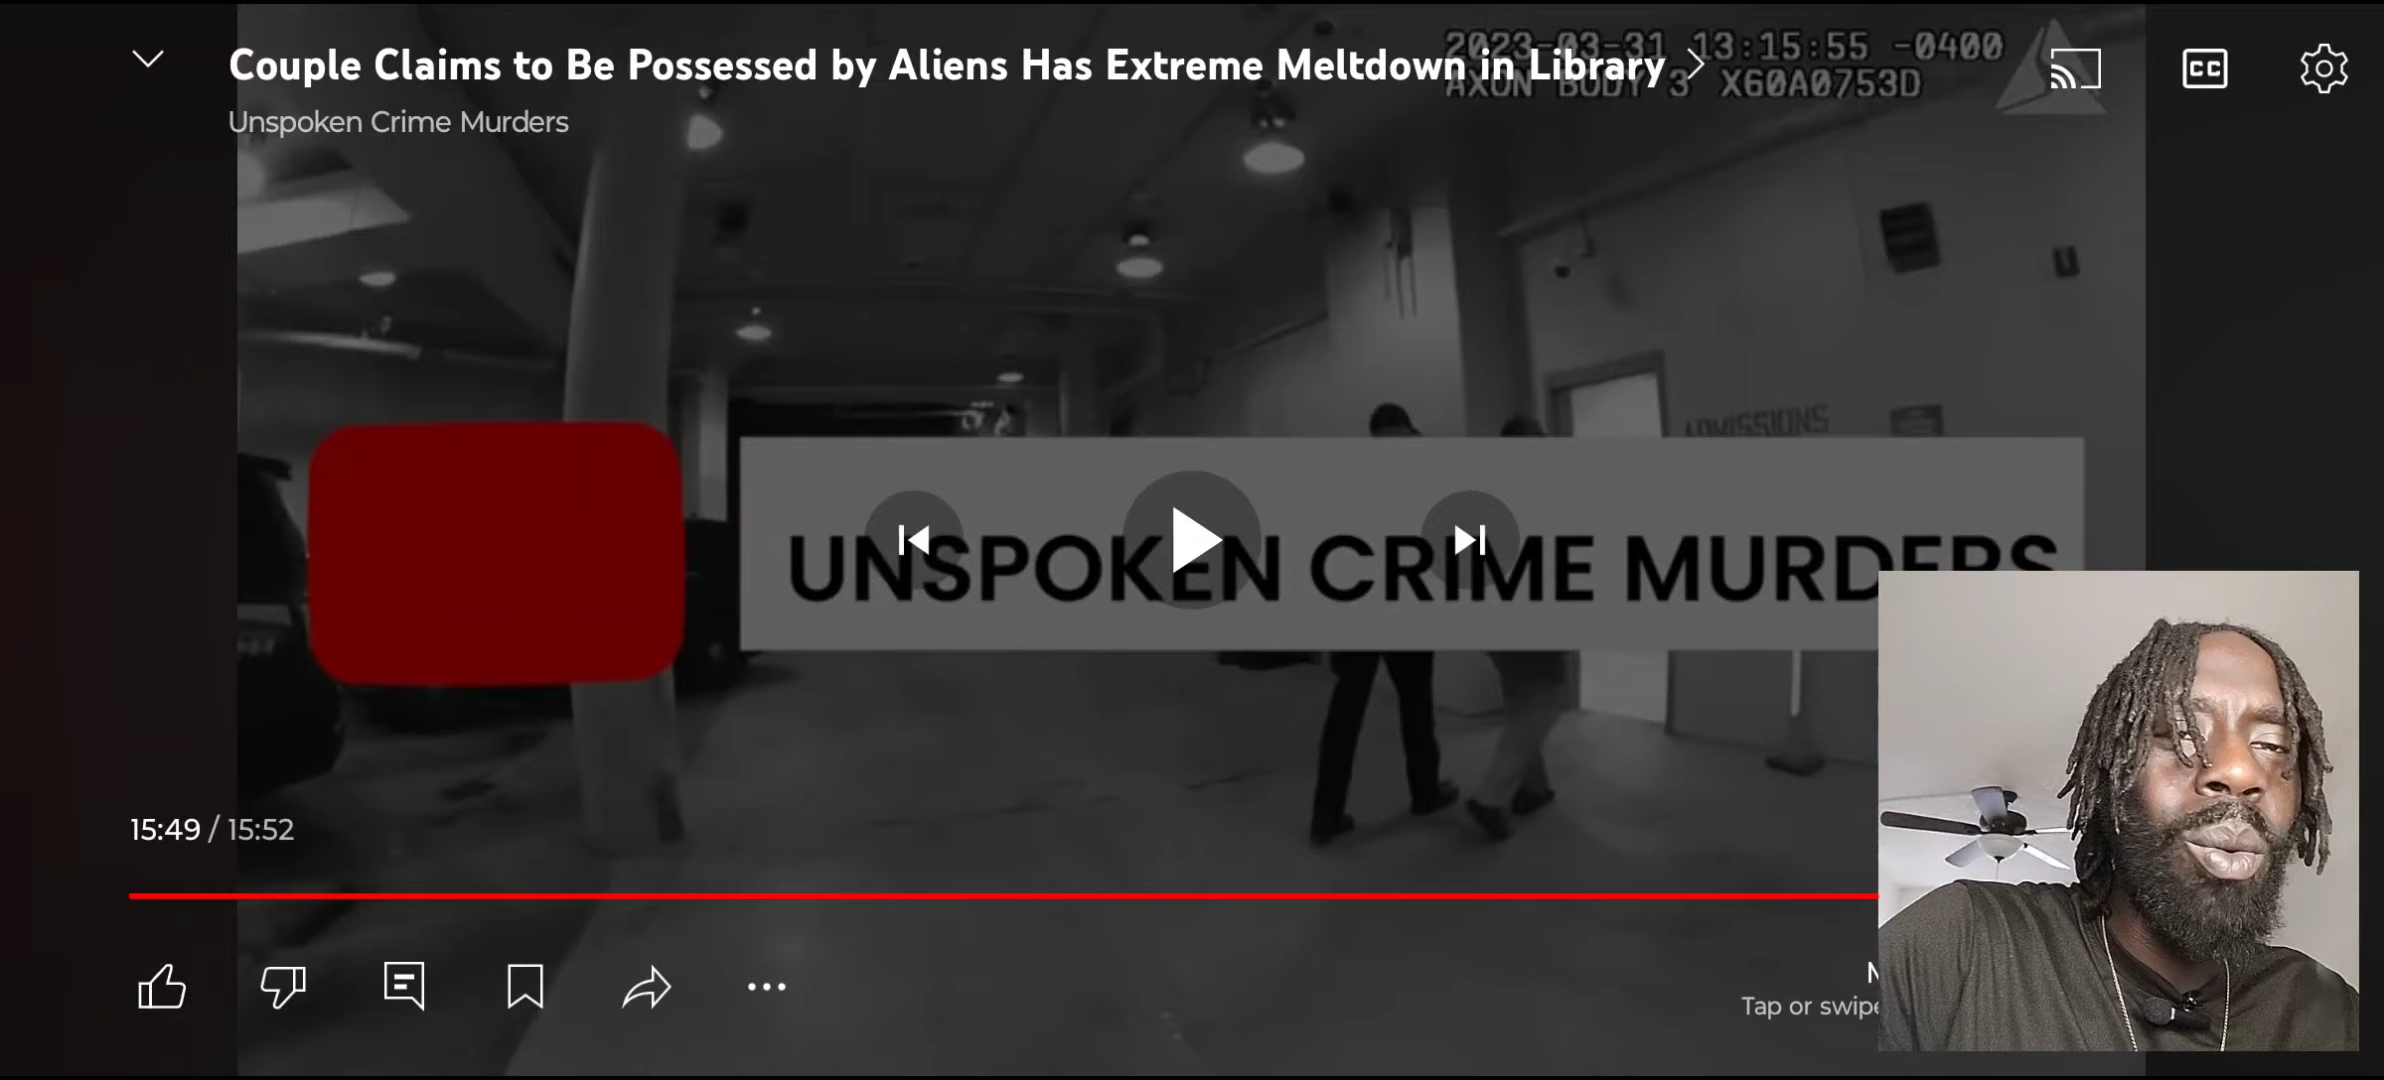 Couple Claims to Be Possessed by Aliens Has Extreme Meltdown in Library
2023-03-31 13:15:55 -0400
AXON BODY 3 X60A0753D
CC
Unspoken Crime Murders
ADMISSIONS
UNSPOKEN CRIME MURDERS
15:49 / 15:52
Tap or swipe